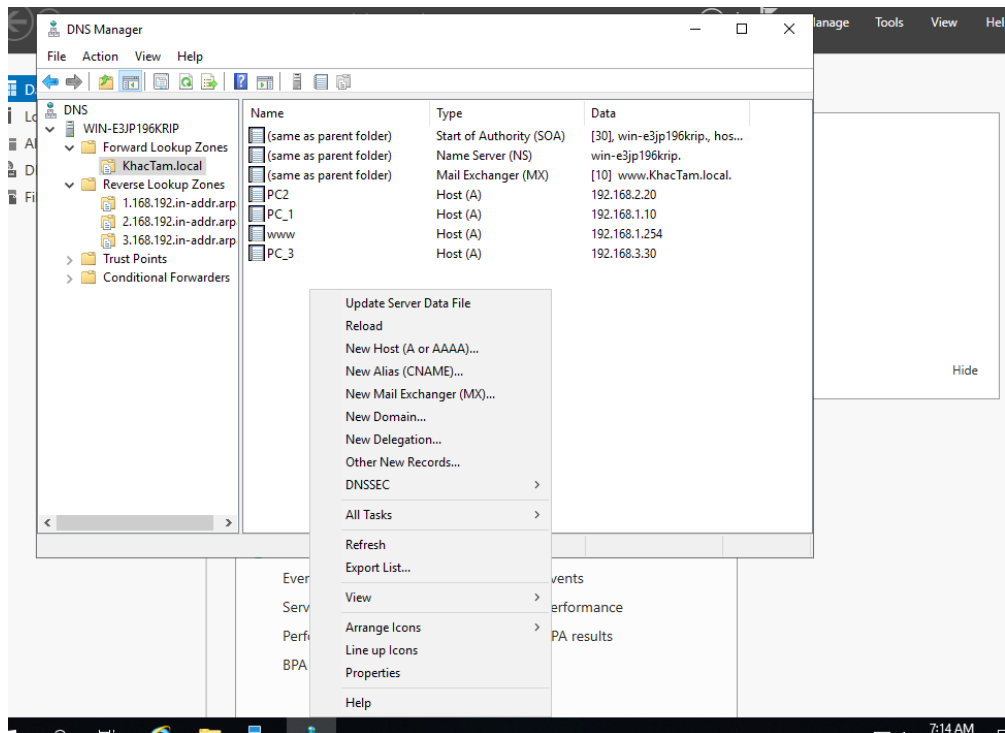 DNS Manager
Manage Tools View Hel
File Action View Help
DNS
WIN-E3JP196KRIP
Forward Lookup Zones
KhacTam.local
Reverse Lookup Zones
1.168.192.in-addr.arp
2.168.192.in-addr.arp
3.168.192.in-addr.arp
Trust Points
Conditional Forwarders
Name Type Data
(same as parent folder) Start of Authority (SOA) [30], win-e3jp196krip., hos...
(same as parent folder) Name Server (NS) win-e3jp196krip.
(same as parent folder) Mail Exchanger (MX) [10] www.KhacTam.local.
PC2 Host (A) 192.168.2.20
PC_1 Host (A) 192.168.1.10
www Host (A) 192.168.1.254
PC_3 Host (A) 192.168.3.30
Update Server Data File
Reload
New Host (A or AAAA)...
New Alias (CNAME)...
New Mail Exchanger (MX)...
New Domain...
New Delegation...
Other New Records...
DNSSEC
All Tasks
Refresh
Export List...
View
Arrange Icons
Line up Icons
Properties
Help
Hide
Even vents
Serv erformance
Perfo PA results
BPA
7:14 AM